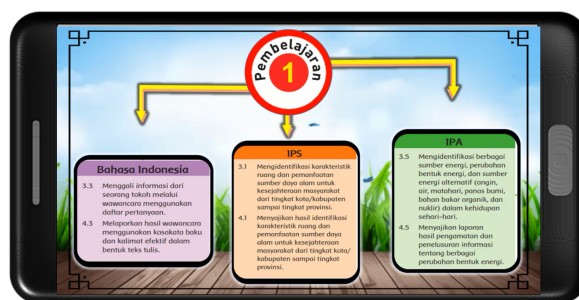 Pembelajaran
1
Bahasa Indonesia
3.3 Menggali informasi dari
seorang tokoh melalui
wawancara menggunakan
daftar pertanyaan.
4.3 Melaporkan hasil wawancara
menggunakan kosakata baku
dan kalimat efektif dalam
bentuk teks tulis.
IPS
3.1 Mengidentifikasi karakteristik
ruang dan pemanfaatan
sumber daya alam untuk
kesejahteraan masyarakat
dari tingkat kota/kabupaten
sampai tingkat provinsi.
4.1 Menyajikan hasil identifikasi
karakteristik ruang dan
pemanfaatan sumber daya
alam untuk kesejahteraan
masyarakat dari tingkat kota/
kabupaten sampai tingkat
provinsi.
IPA
3.5 Mengidentifikasi berbagai
sumber energi, perubahan
bentuk energi, dan sumber
energi alternatif (angin,
air, matahari, panas bumi,
bahan bakar organik, dan
nuklir) dalam kehidupan
sehari-hari.
4.5 Menyajikan laporan
hasil pengamatan dan
penelusuran informasi
tentang berbagai
perubahan bentuk energi.